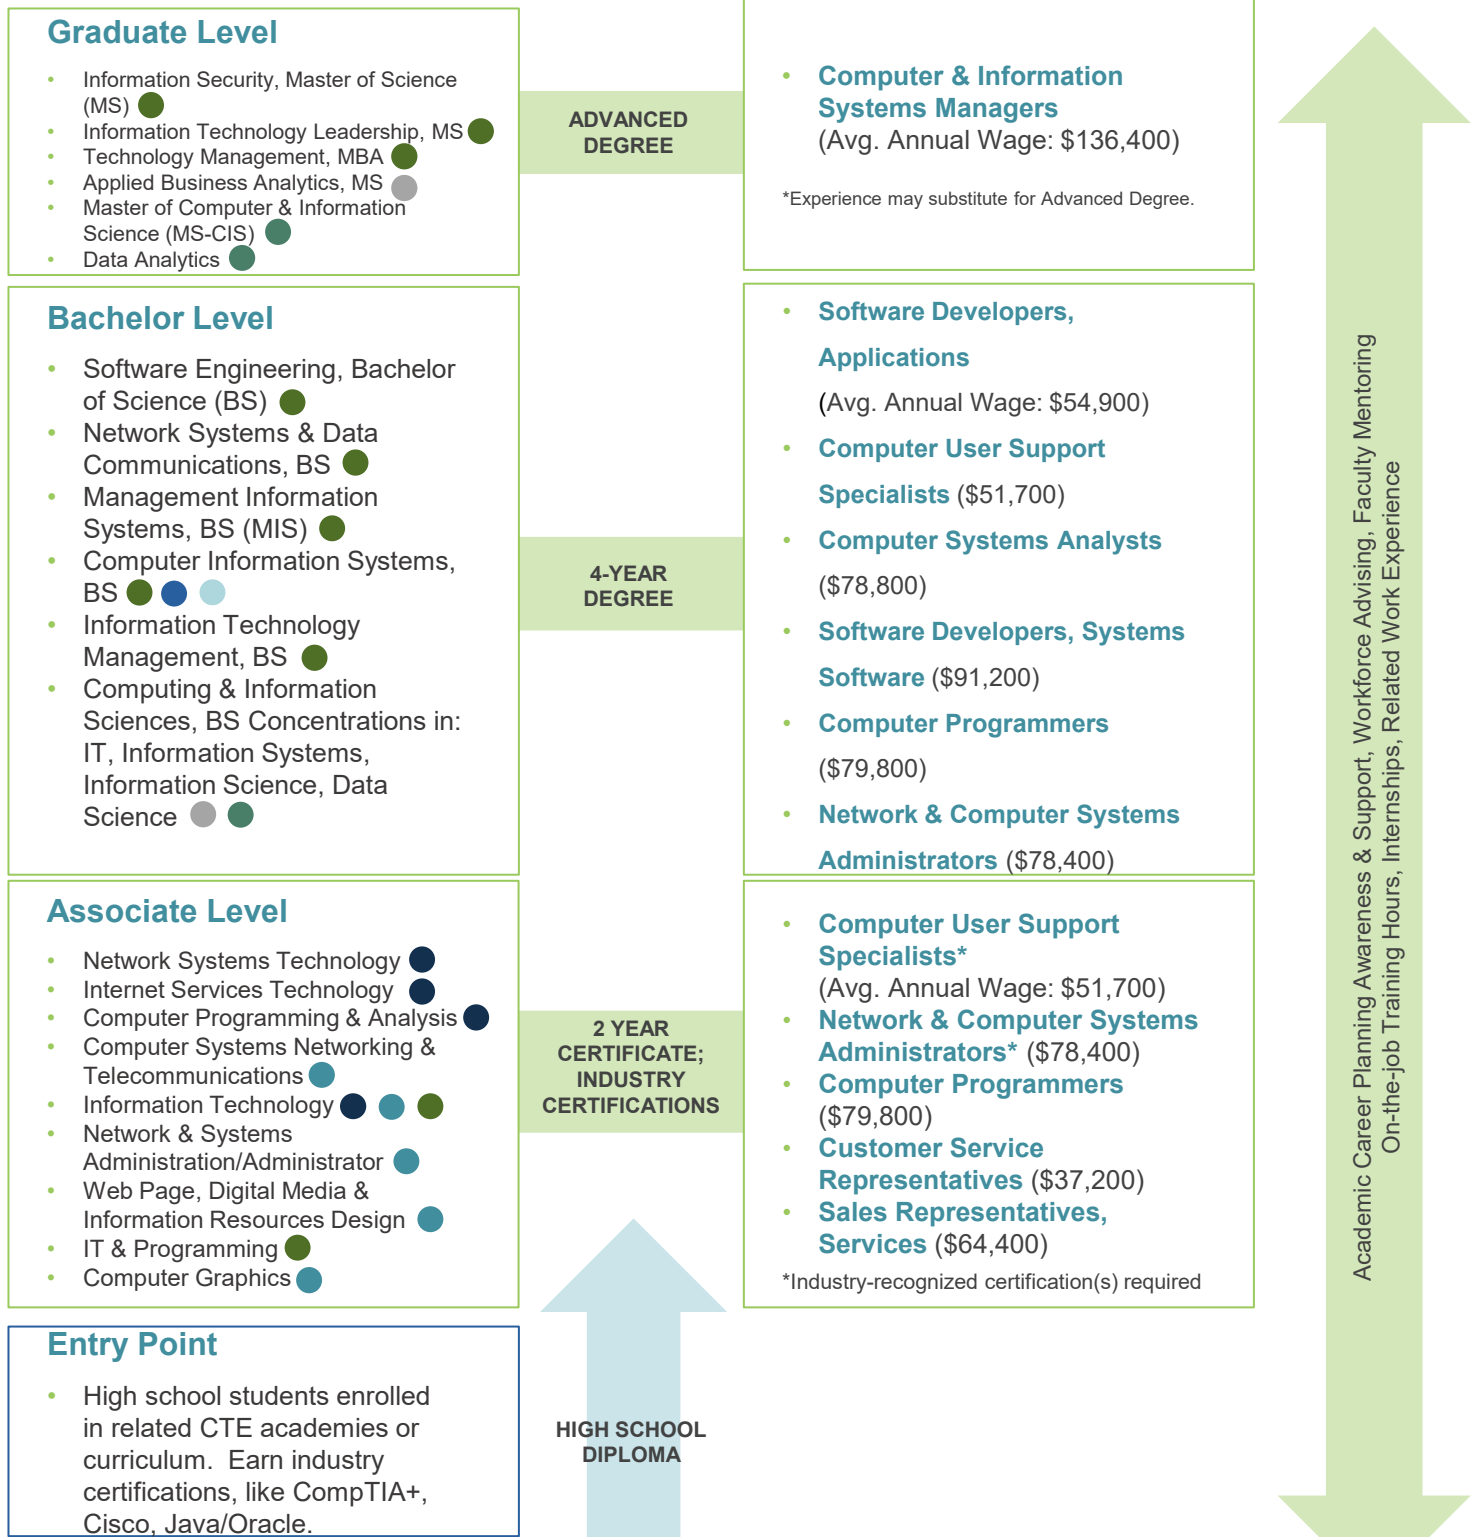 Graduate Level
• Information Security, Master of Science
(MS)
• Information Technology Leadership, MS
• Technology Management, MBA
• Applied Business Analytics, MS
• Master of Computer & Information
Science (MS-CIS)
• Data Analytics
ADVANCED
DEGREE
• Computer & Information
Systems Managers
(Avg. Annual Wage: $136,400)
*Experience may substitute for Advanced Degree.
Bachelor Level
• Software Engineering, Bachelor
of Science (BS)
• Network Systems & Data
Communications, BS
• Management Information
Systems, BS (MIS)
• Computer Information Systems,
BS
• Information Technology
Management, BS
• Computing & Information
Sciences, BS Concentrations in:
IT, Information Systems,
Information Science, Data
Science
4-YEAR
DEGREE
• Software Developers,
Applications
(Avg. Annual Wage: $54,900)
• Computer User Support
Specialists ($51,700)
• Computer Systems Analysts
($78,800)
• Software Developers, Systems
Software ($91,200)
• Computer Programmers
($79,800)
• Network & Computer Systems
Administrators ($78,400)
Associate Level
• Network Systems Technology
• Internet Services Technology
• Computer Programming & Analysis
• Computer Systems Networking &
Telecommunications
• Information Technology
• Network & Systems
Administration/Administrator
• Web Page, Digital Media &
Information Resources Design
• IT & Programming
• Computer Graphics
2 YEAR
CERTIFICATE;
INDUSTRY
CERTIFICATIONS
• Computer User Support
Specialists*
(Avg. Annual Wage: $51,700)
• Network & Computer Systems
Administrators* ($78,400)
• Computer Programmers
($79,800)
• Customer Service
Representatives ($37,200)
• Sales Representatives,
Services ($64,400)
*Industry-recognized certification(s) required
Entry Point
• High school students enrolled
in related CTE academies or
curriculum. Earn industry
certifications, like CompTIA+,
Cisco, Java/Oracle.
HIGH SCHOOL
DIPLOMA
Academic Career Planning Awareness & Support, Workforce Advising, Faculty Mentoring
On-the-job Training Hours, Internships, Related Work Experience